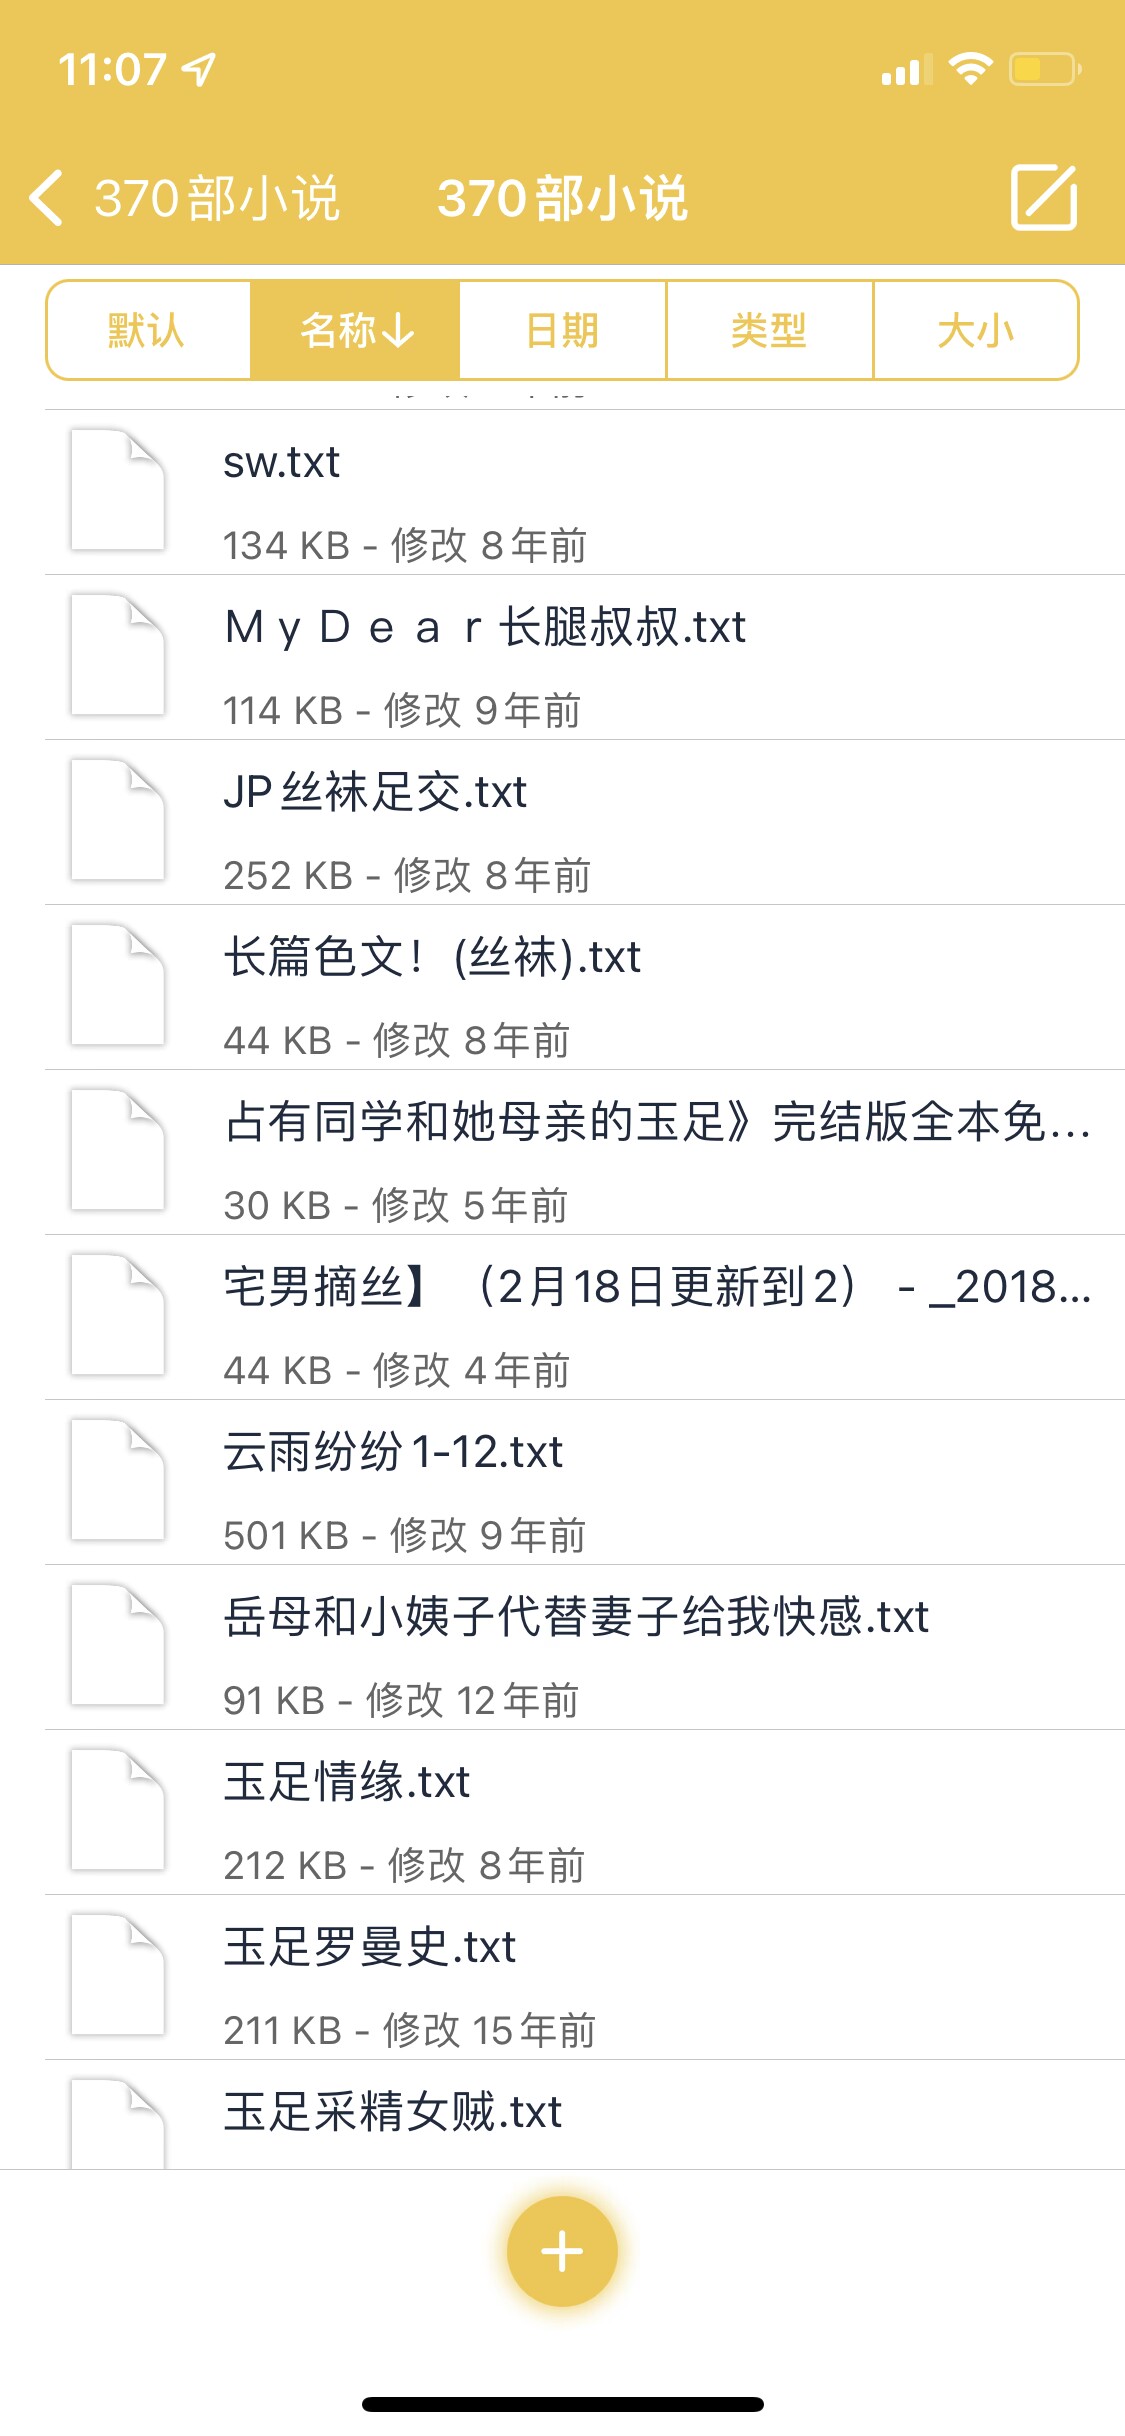 11:07
370部小说
370部小说
默认
名称↓
日期
类型
大小
sw.txt
134 KB - 修改 8年前
ＭｙＤｅａｒ长腿叔叔.txt
114 KB - 修改 9年前
JP丝袜足交.txt
252 KB - 修改 8年前
长篇色文！(丝袜).txt
44 KB - 修改 8年前
占有同学和她母亲的玉足》完结版全本免...
30 KB - 修改 5年前
宅男摘丝】（2月18日更新到2） - _2018...
44 KB - 修改 4年前
云雨纷纷1-12.txt
501 KB - 修改 9年前
岳母和小姨子代替妻子给我快感.txt
91 KB - 修改 12年前
玉足情缘.txt
212 KB - 修改 8年前
玉足罗曼史.txt
211 KB - 修改 15年前
玉足采精女贼.txt